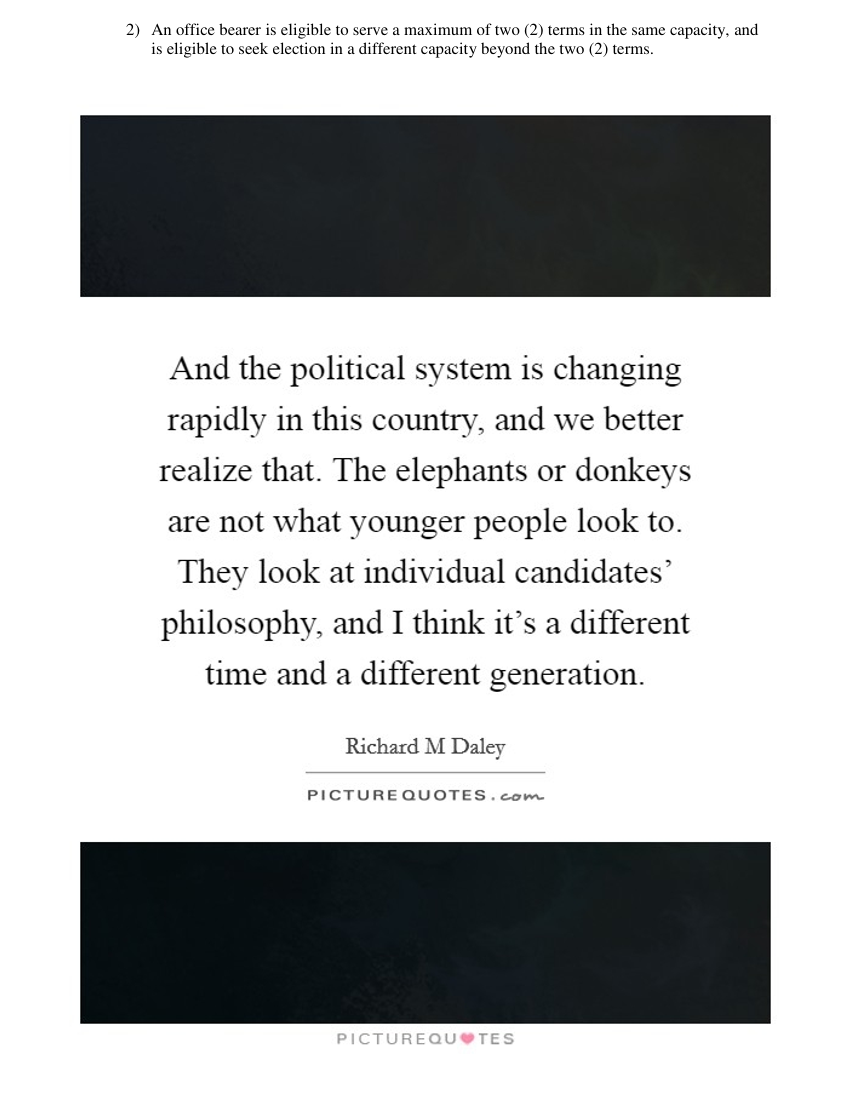 2) An office bearer is eligible to serve a maximum of two (2) terms in the same capacity, and
is eligible to seek election in a different capacity beyond the two (2) terms.
And the political system is changing
rapidly in this country, and we better
realize that. The elephants or donkeys
are not what younger people look to.
They look at individual candidates’
philosophy, and I think it’s a different
time and a different generation.
Richard M Daley
PICTUREQUOTES.com
PICTUREQU♥TES